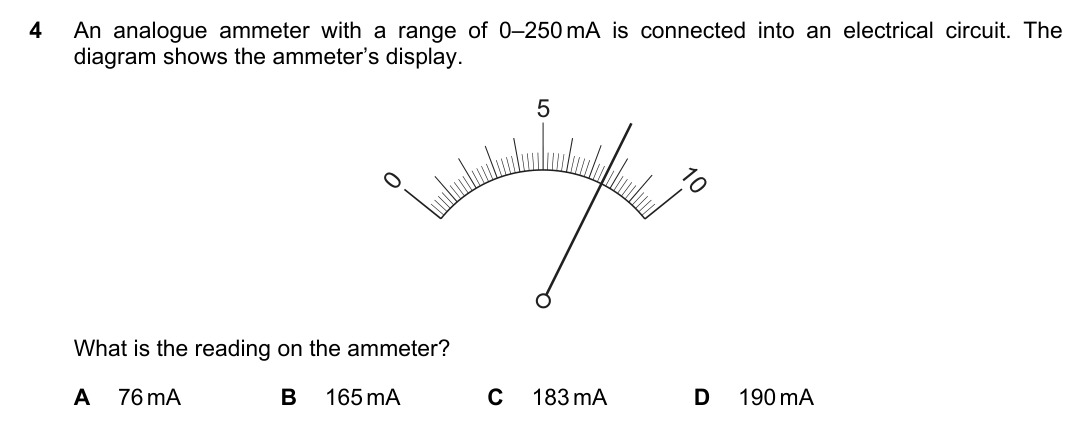 4 An analogue ammeter with a range of 0–250 mA is connected into an electrical circuit. The
diagram shows the ammeter's display.
5
0
10
What is the reading on the ammeter?
A 76 mA B 165 mA C 183 mA D 190 mA